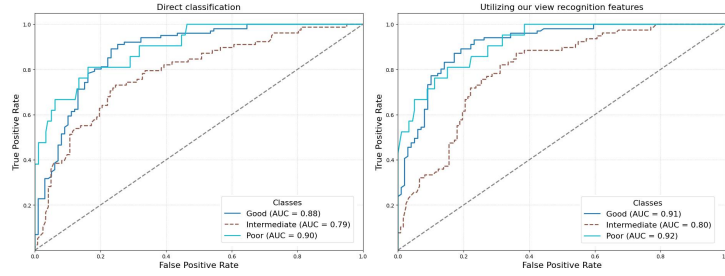 Direct classification
True Positive Rate
1.0
0.8
0.6
0.4
0.2
0.0
0.2
0.4
0.6
0.8
1.0
False Positive Rate
Classes
Good (AUC = 0.88)
Intermediate (AUC = 0.79)
Poor (AUC = 0.90)
Utilizing our view recognition features
True Positive Rate
1.0
0.8
0.6
0.4
0.2
0.0
0.2
0.4
0.6
0.8
1.0
False Positive Rate
Classes
Good (AUC = 0.91)
Intermediate (AUC = 0.80)
Poor (AUC = 0.92)